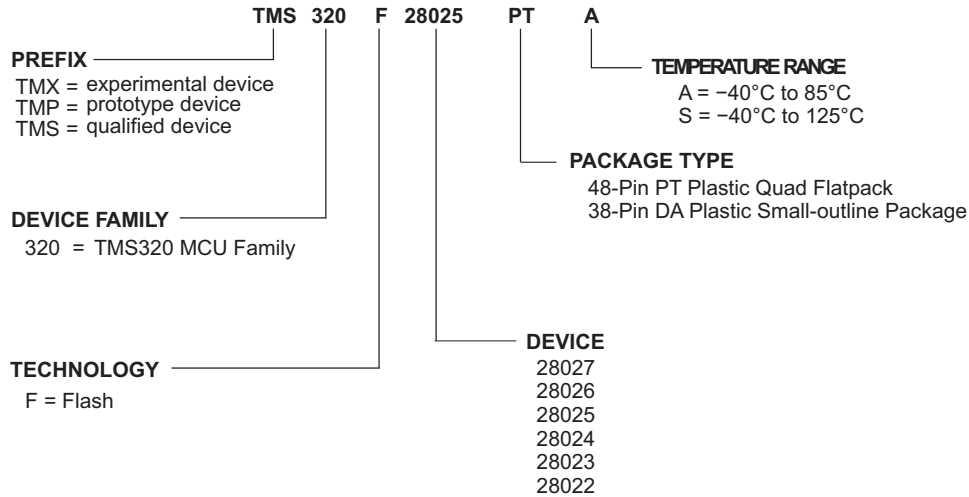 TMS 320 F 28025 PT A
PREFIX
TMX = experimental device
TMP = prototype device
TMS = qualified device
TEMPERATURE RANGE
A = −40°C to 85°C
S = −40°C to 125°C
PACKAGE TYPE
48-Pin PT Plastic Quad Flatpack
38-Pin DA Plastic Small-outline Package
DEVICE FAMILY
320 = TMS320 MCU Family
DEVICE
28027
28026
28025
28024
28023
28022
TECHNOLOGY
F = Flash